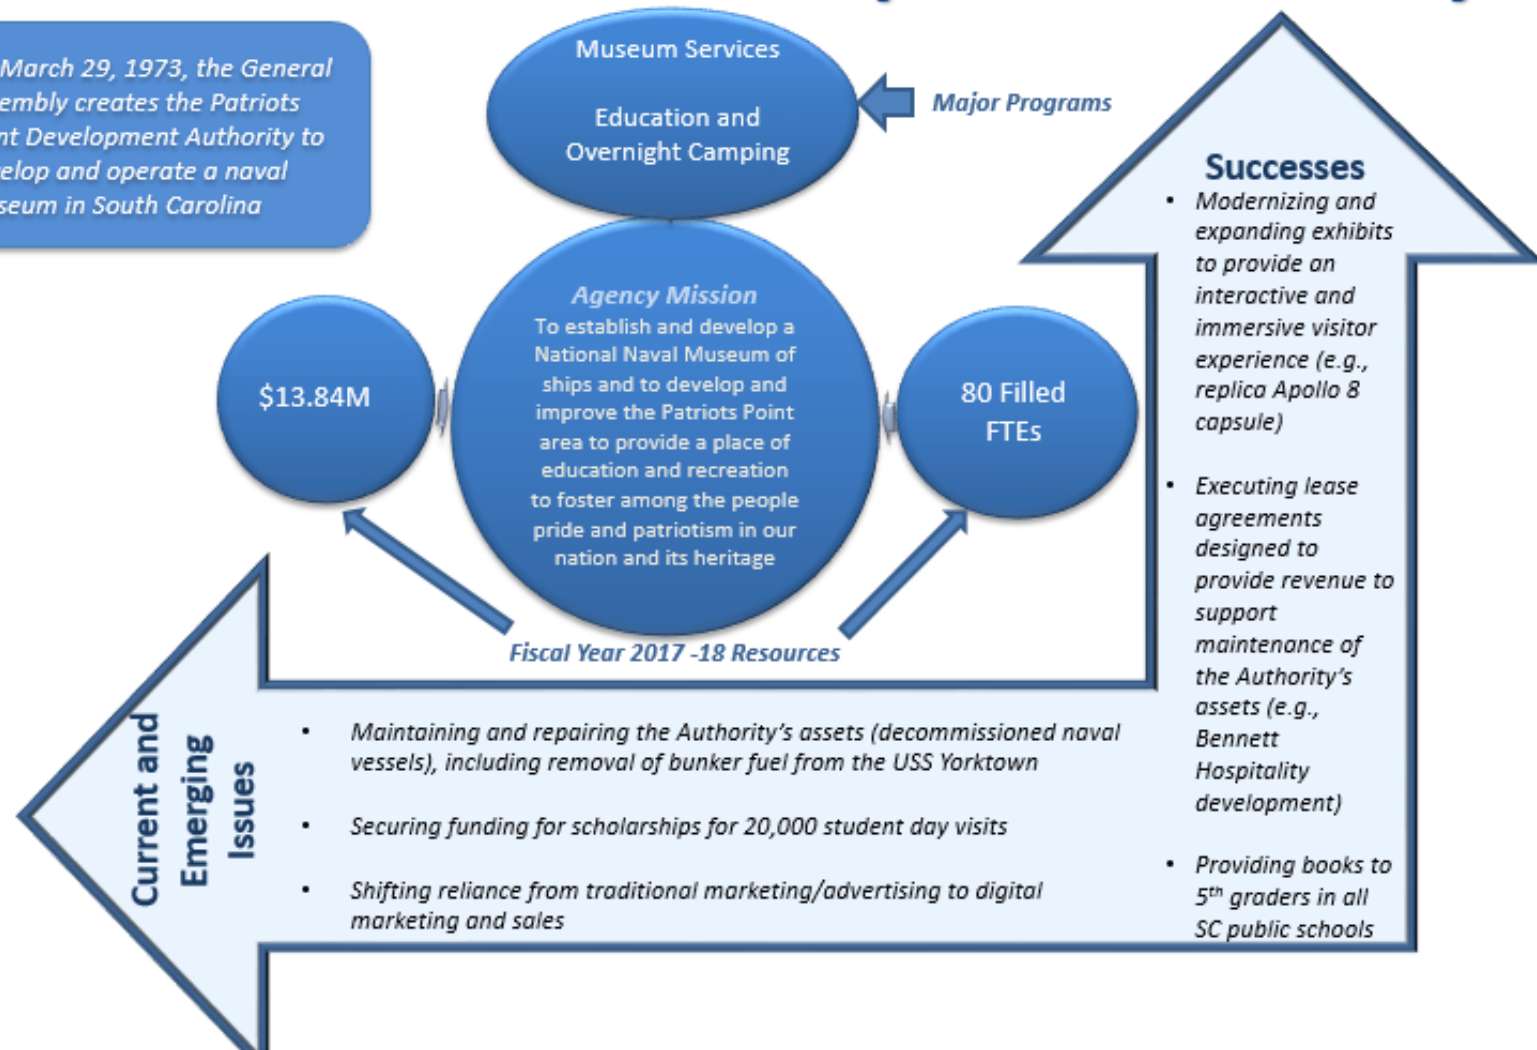 March 29, 1973, the General
creates the Patriots
Development Authority to
and operate a naval
in South Carolina
Museum Services
Education and
Overnight Camping
Major Programs
Agency Mission
To establish and develop a
National Naval Museum of
ships and to develop and
improve the Patriots Point
area to provide a place of
education and recreation
to foster among the people
pride and patriotism in our
nation and its heritage
$13.84M
80 Filled
FTEs
Fiscal Year 2017 -18 Resources
Successes
• Modernizing and
expanding exhibits
to provide an
interactive and
immersive visitor
experience (e.g.,
replica Apollo 8
capsule)
• Executing lease
agreements
designed to
provide revenue to
support
maintenance of
the Authority's
assets (e.g.,
Bennett
Hospitality
development)
• Providing books to
5th graders in all
SC public schools
Current and
Emerging
Issues
• Maintaining and repairing the Authority's assets (decommissioned naval
vessels), including removal of bunker fuel from the USS Yorktown
• Securing funding for scholarships for 20,000 student day visits
• Shifting reliance from traditional marketing/advertising to digital
marketing and sales